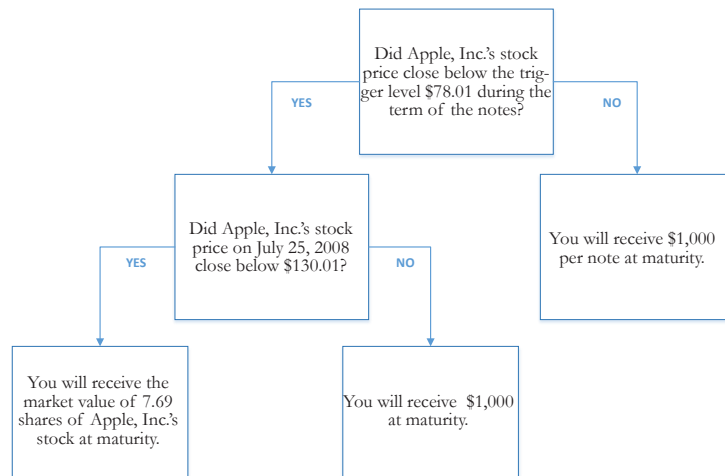 Did Apple, Inc.'s stock
price close below the trig-
ger level $78.01 during the
term of the notes?
YES
NO
Did Apple, Inc.'s stock
price on July 25, 2008
close below $130.01?
You will receive $1,000
per note at maturity.
YES
NO
You will receive the
market value of 7.69
shares of Apple, Inc.'s
stock at maturity.
You will receive $1,000
at maturity.